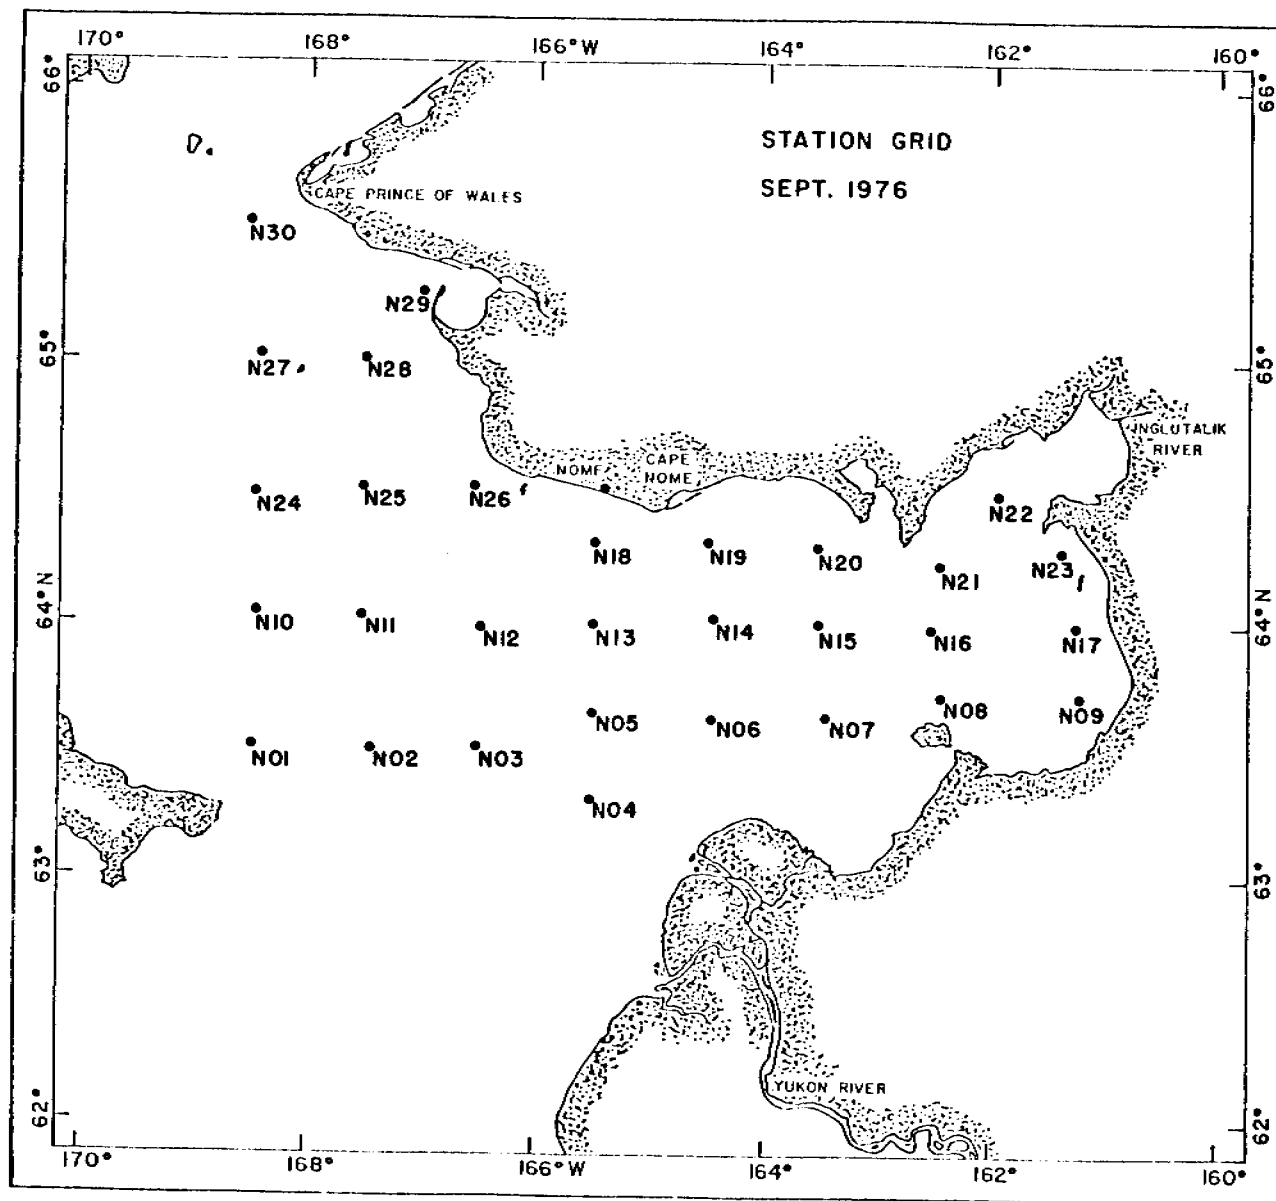 170° 168° 166°W 164° 162° 160°
66° 66°
STATION GRID
SEPT. 1976
CAPE PRINCE OF WALES
N30
N29
65° 65°
N27 N28
INGLUTALIK
RIVER
NOME CAPE
NOME
N24 N25 N26 N22
N18 N19 N20 N21 N23
64°N 64°N
N10 N11 N12 N13 N14 N15 N16 N17
N05 N06 N07 N08 N09
N01 N02 N03
N04
63° 63°
YUKON RIVER
62° 62°
170° 168° 166°W 164° 162° 160°